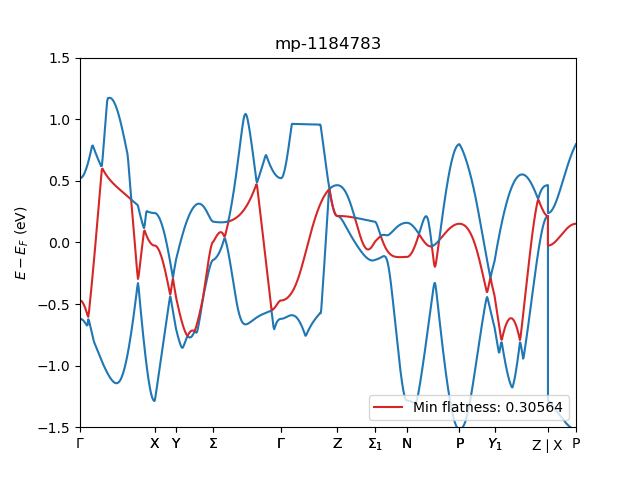 mp-1184783
E − E_F (eV)
1.5
1.0
0.5
0.0
−0.5
−1.0
−1.5
Min flatness: 0.30564
Γ X Y Σ Γ Z Σ₁ N P Y₁ Z | X P